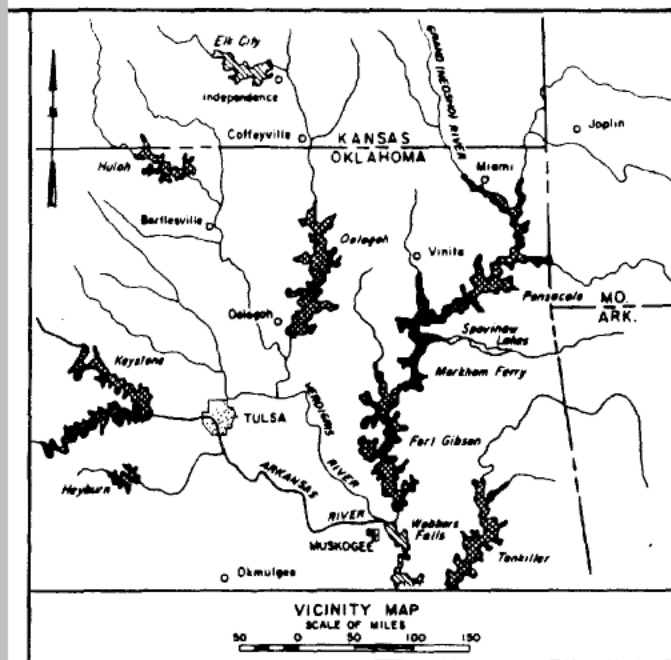 Elk City
Independence
Coffeyville
GRAND (NEOSHO) RIVER
Joplin
KANSAS
OKLAHOMA
Miami
Hulah
Bartlesville
Oologah
Vinita
Pensacola
MO.
ARK.
Oologah
Spavinaw
Lakes
Keystone
Markham Ferry
TULSA
VERDIGRIS
RIVER
Fort Gibson
Heyburn
ARKANSAS
RIVER
Webbers
Falls
MUSKOGEE
Tenkiller
Okmulgee
VICINITY MAP
SCALE OF MILES
50 0 50 100 150